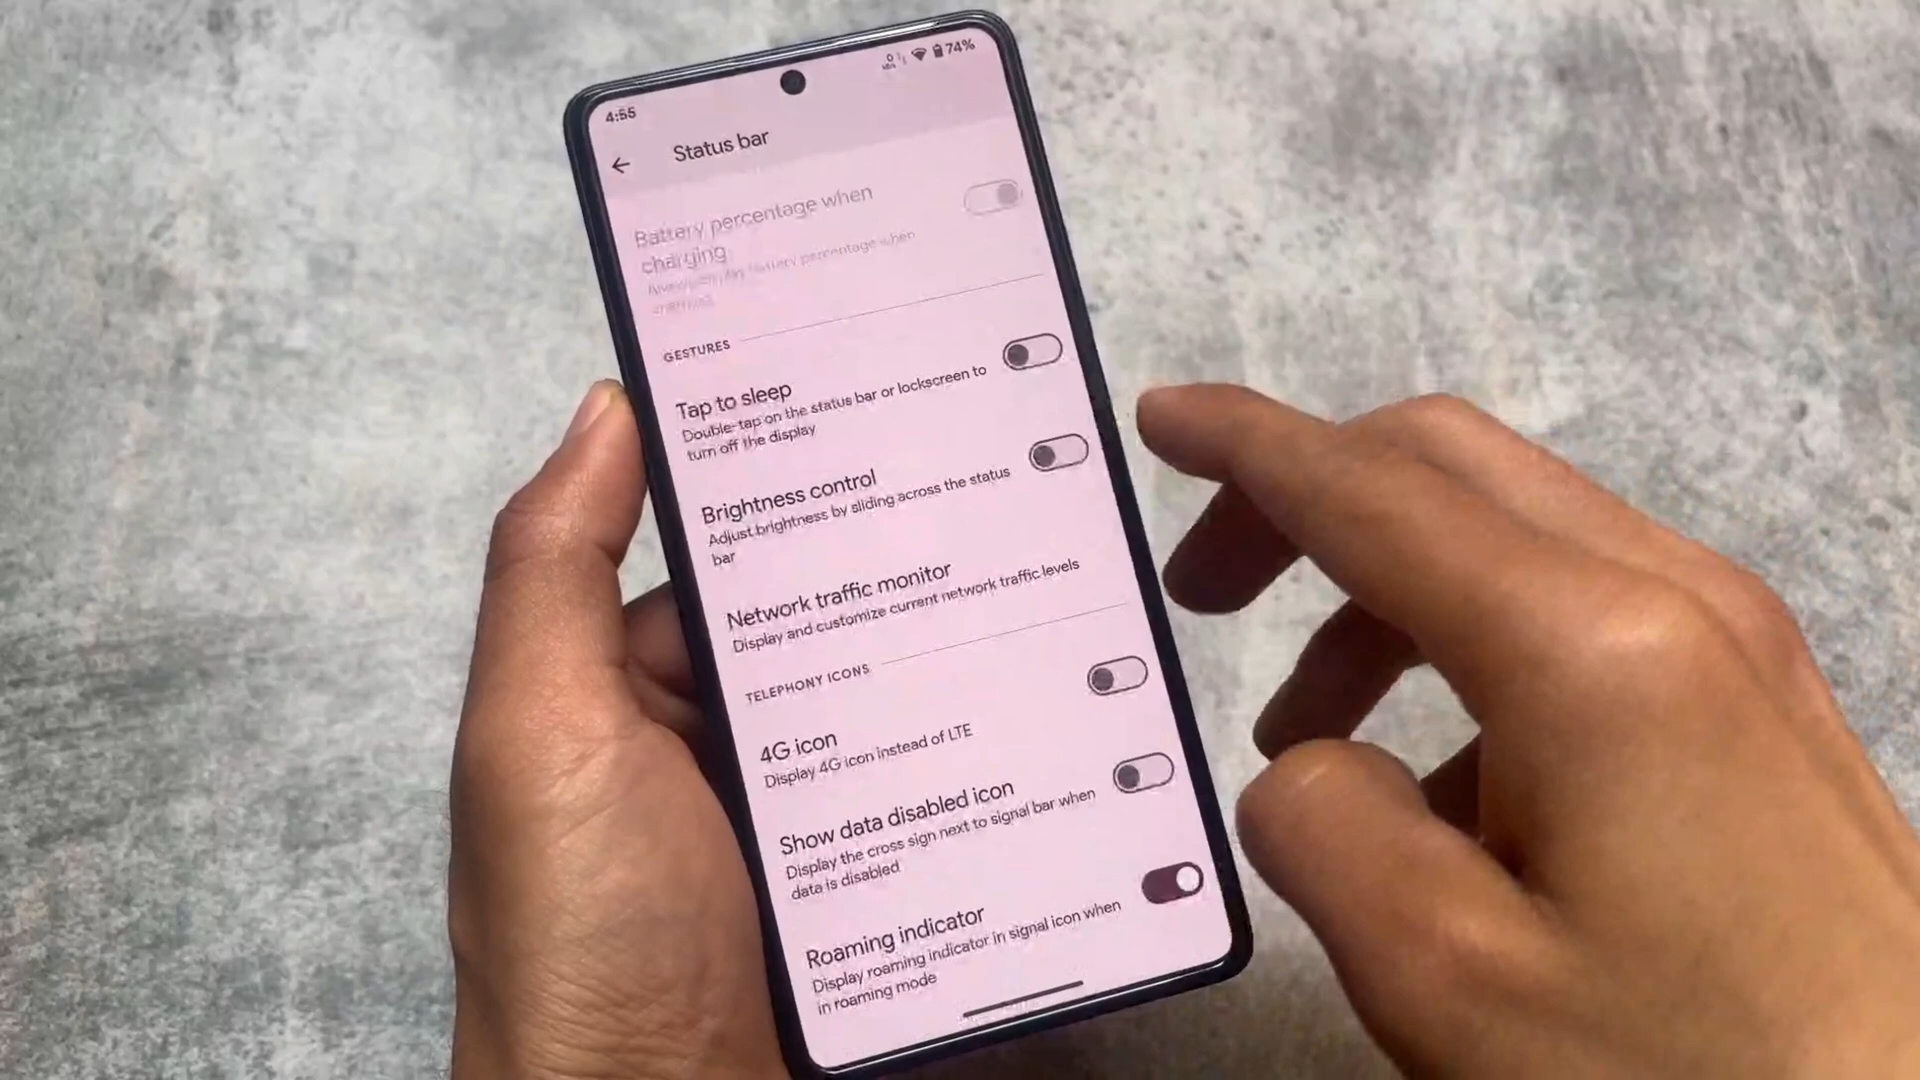 4:55
74%
Status bar
Battery percentage when
charging
battery percentage when
GESTURES
Tap to sleep
Double-tap on the status bar or lockscreen to
turn off the display
Brightness control
Adjust brightness by sliding across the status
bar
Network traffic monitor
Display and customize current network traffic levels
TELEPHONY ICONS
4G icon
Display 4G icon instead of LTE
Show data disabled icon
Display the cross sign next to signal bar when
data is disabled
Roaming indicator
Display roaming indicator in signal icon when
in roaming mode